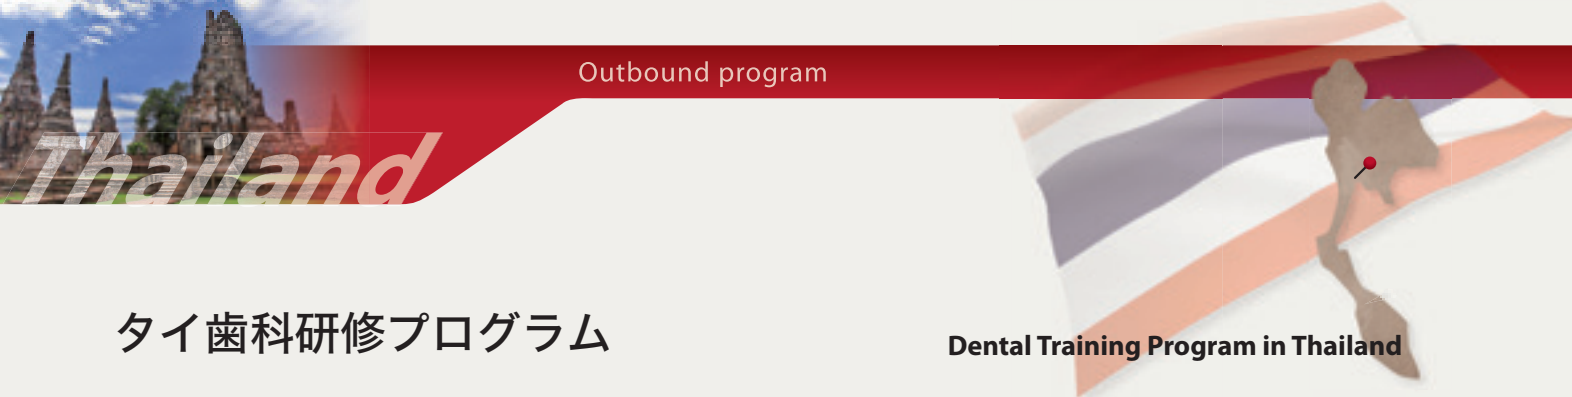 Outbound program
Thailand
タイ歯科研修プログラム
Dental Training Program in Thailand